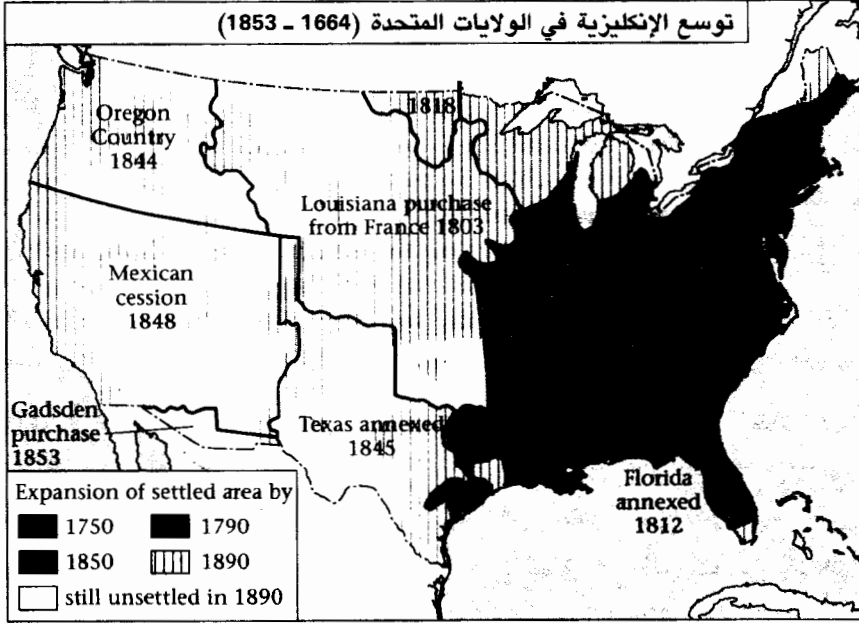 توسع الإنكليزية في الولايات المتحدة (1664 – 1853)
1818
Oregon
Country
1844
Louisiana purchase
from France 1803
Mexican
cession
1848
Gadsden
purchase
1853
Texas annexed
1845
Florida
annexed
1812
Expansion of settled area by
1750
1790
1850
1890
still unsettled in 1890